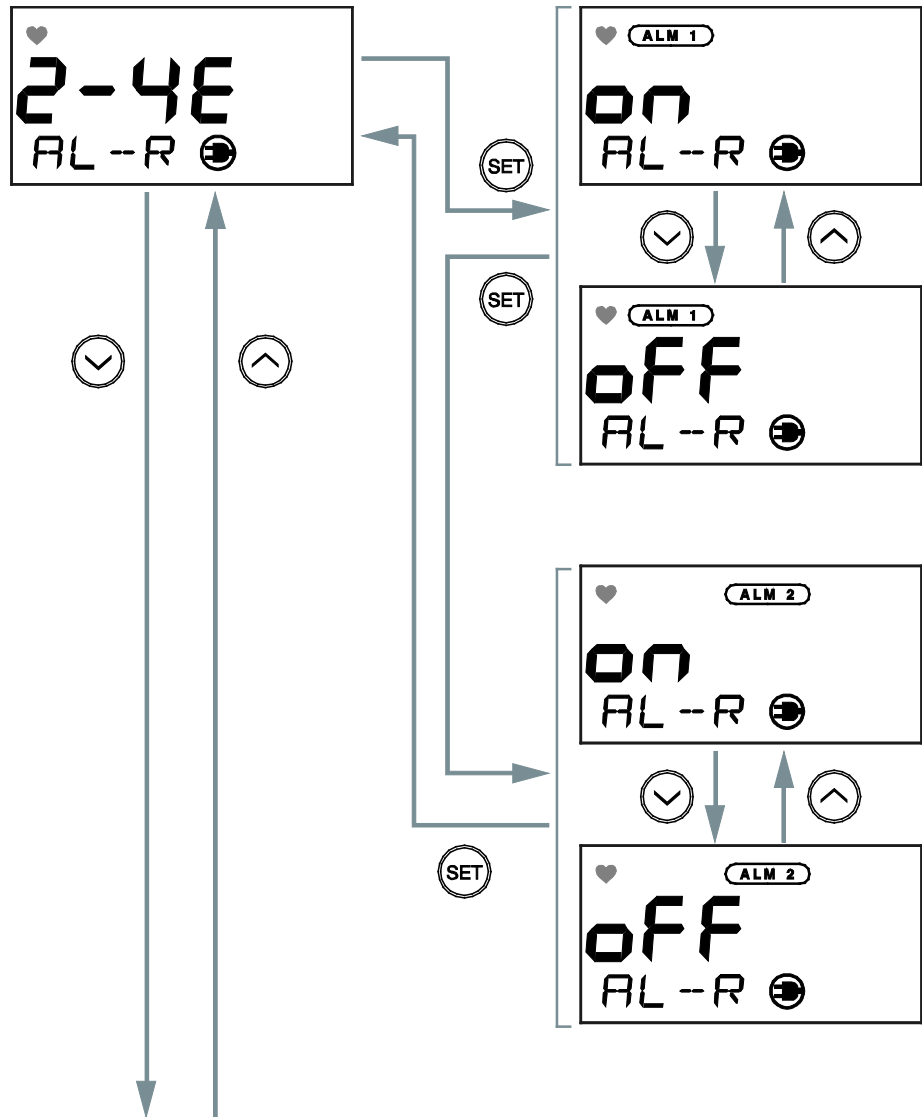 2-4E
AL--R
SET
ALM 1
on
AL--R
SET
ALM 1
oFF
AL--R
ALM 2
on
AL--R
SET
ALM 2
oFF
AL--R